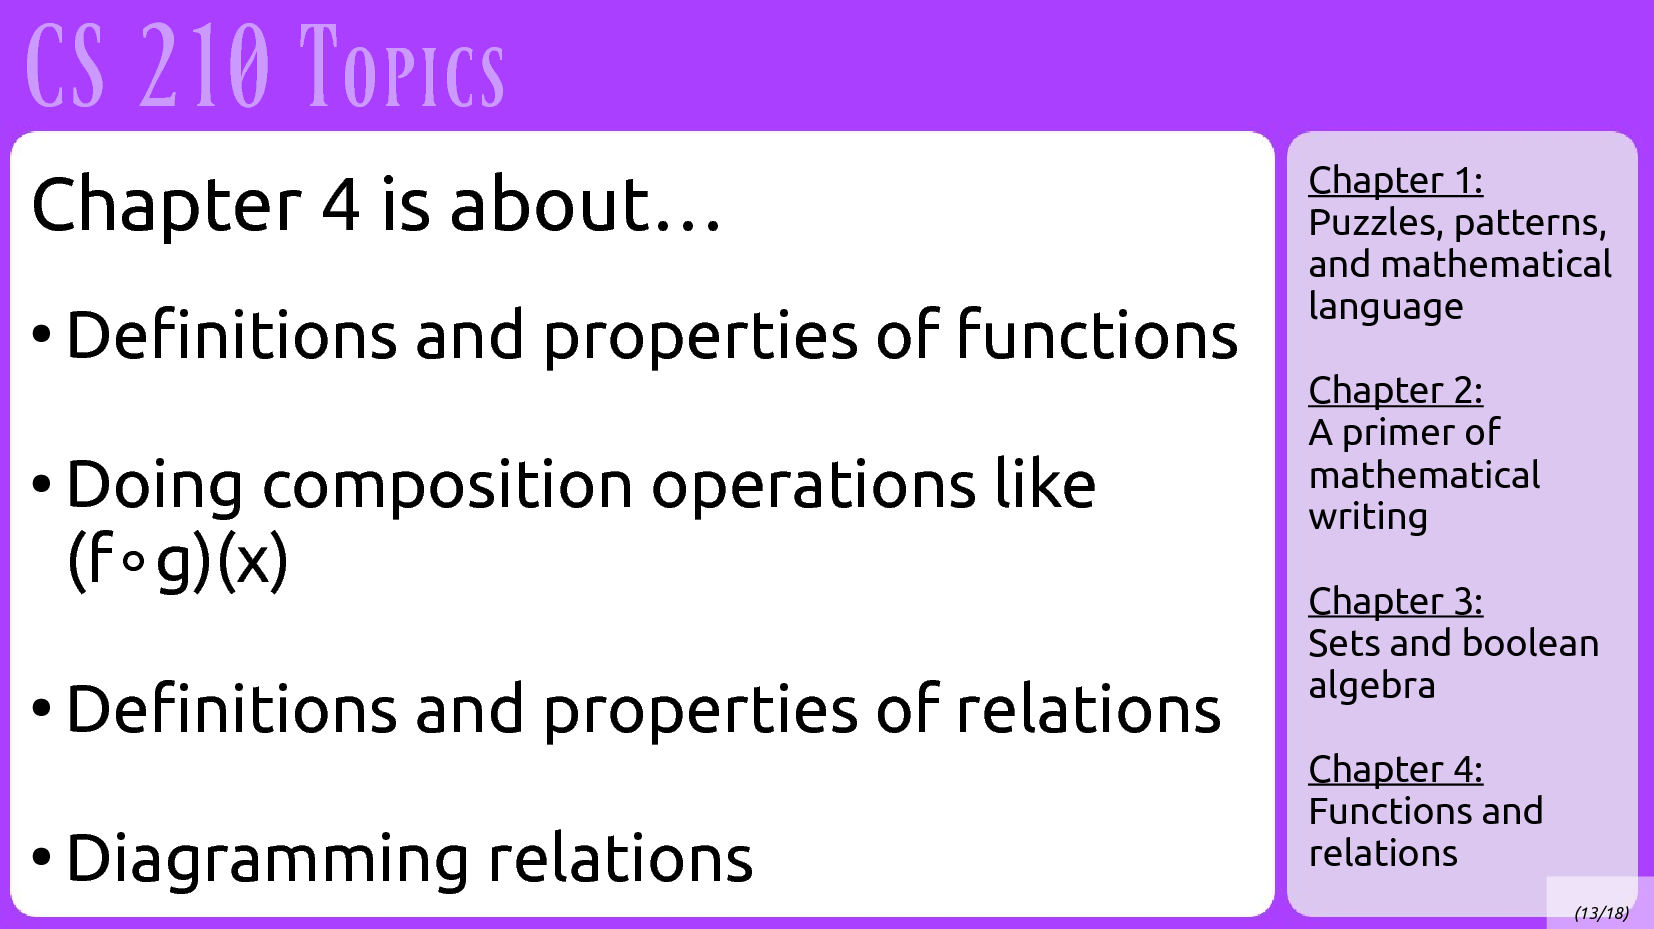 CS 210 Topics
Chapter 4 is about…
• Definitions and properties of functions
• Doing composition operations like
(f∘g)(x)
• Definitions and properties of relations
• Diagramming relations
Chapter 1:
Puzzles, patterns,
and mathematical
language
Chapter 2:
A primer of
mathematical
writing
Chapter 3:
Sets and boolean
algebra
Chapter 4:
Functions and
relations
(13/18)